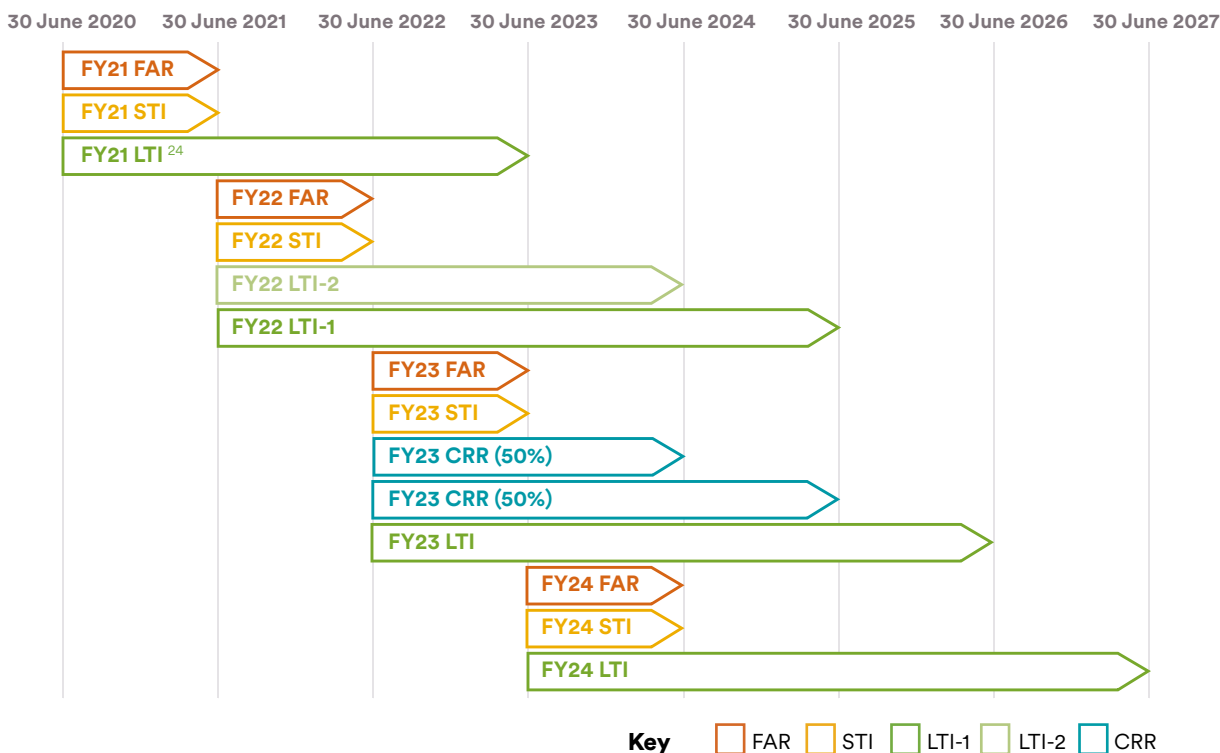 30 June 2020 30 June 2021 30 June 2022 30 June 2023 30 June 2024 30 June 2025 30 June 2026 30 June 2027
FY21 FAR
FY21 STI
FY21 LTI 24
FY22 FAR
FY22 STI
FY22 LTI-2
FY22 LTI-1
FY23 FAR
FY23 STI
FY23 CRR (50%)
FY23 CRR (50%)
FY23 LTI
FY24 FAR
FY24 STI
FY24 LTI
Key FAR STI LTI-1 LTI-2 CRR